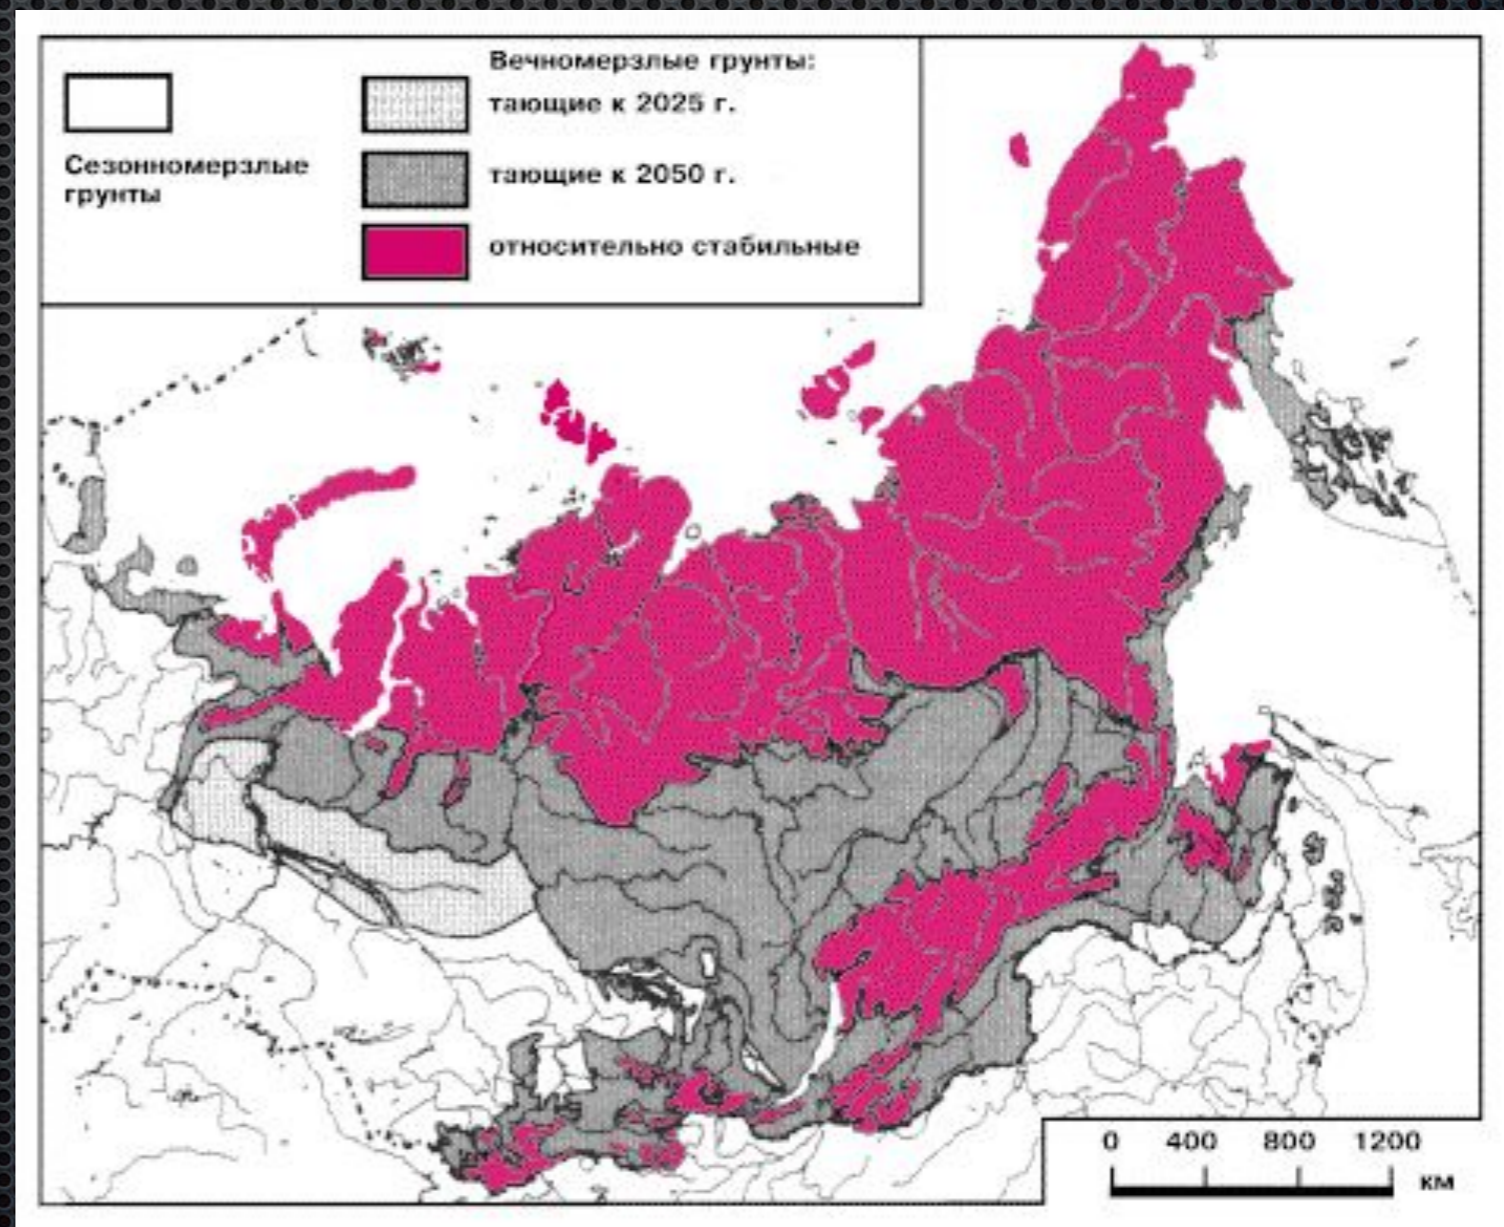 Вечномерзлые грунты:
тающие к 2025 г.
Сезонномерзлые
грунты
тающие к 2050 г.
относительно стабильные
0 400 800 1200
км